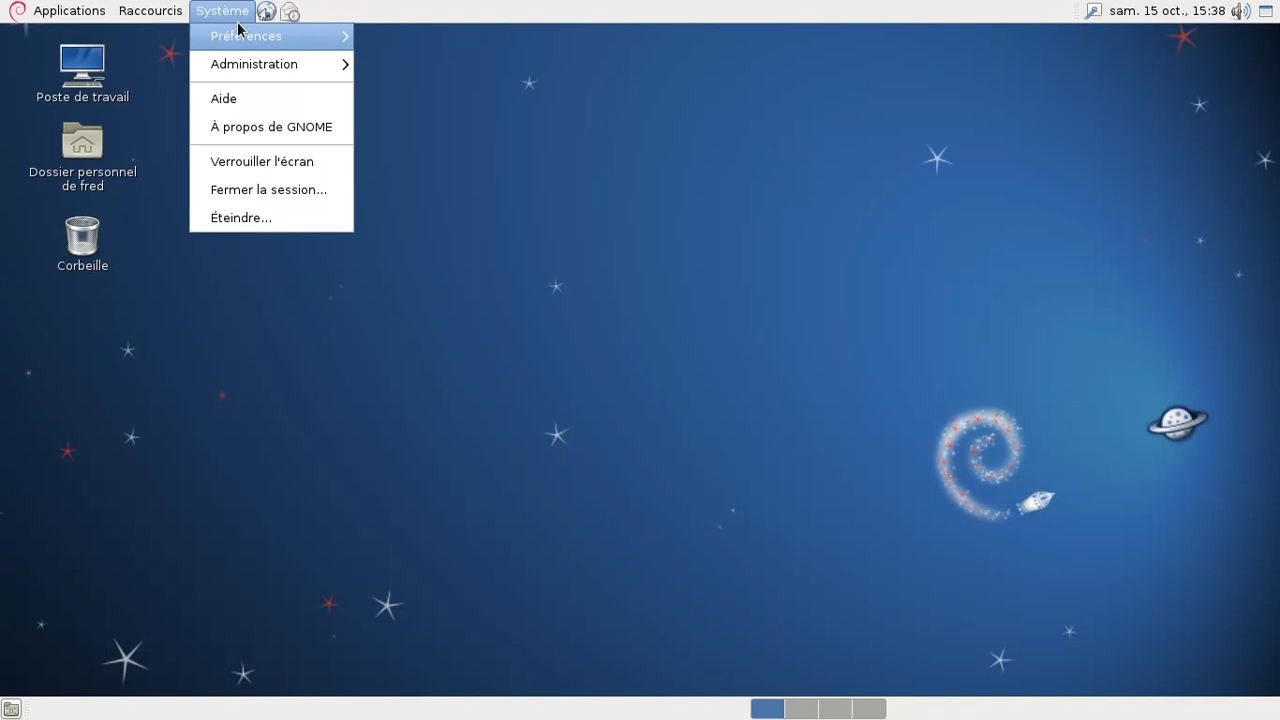 Applications Raccourcis Système sam. 15 oct., 15:38
Préférences
Administration
Aide
À propos de GNOME
Verrouiller l'écran
Fermer la session...
Éteindre...
Poste de travail
Dossier personnel
de fred
Corbeille